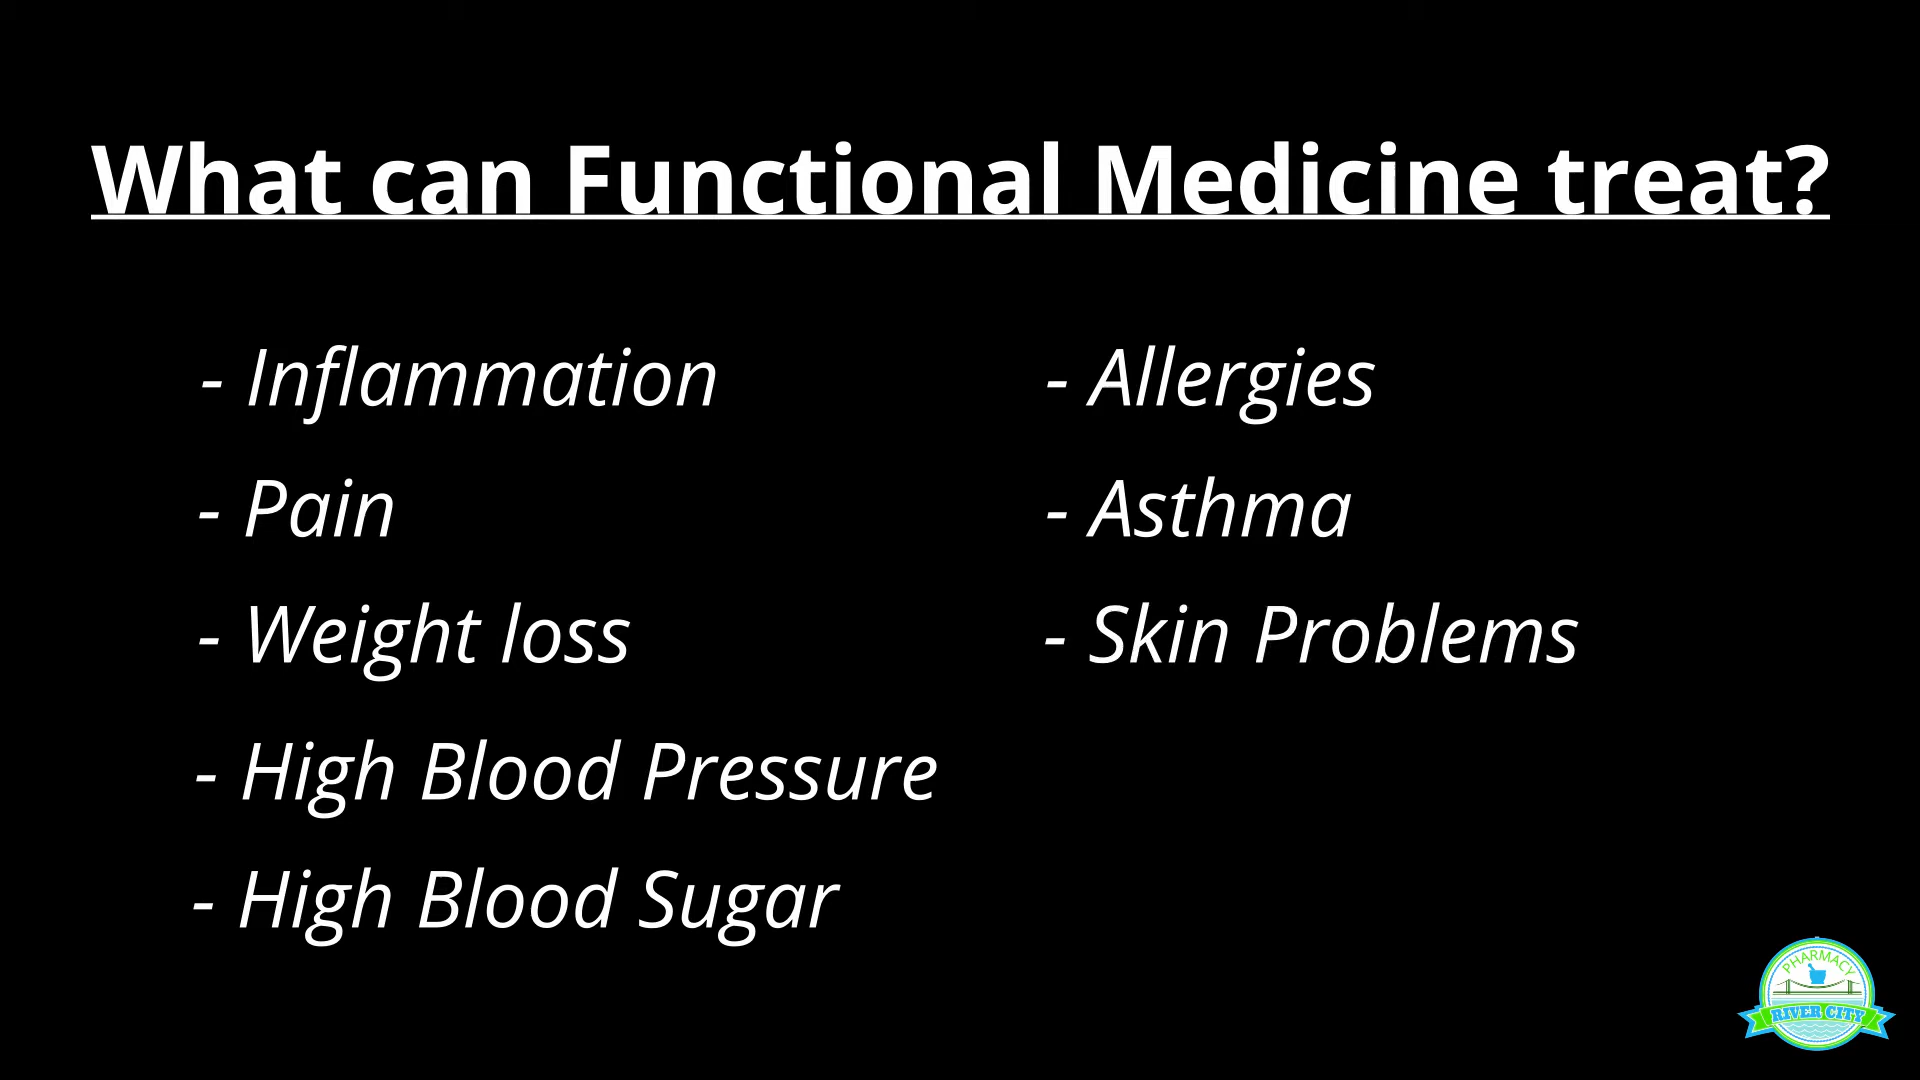 What can Functional Medicine treat?
- Inflammation
- Pain
- Weight loss
- High Blood Pressure
- High Blood Sugar
- Allergies
- Asthma
- Skin Problems
PHARMACY
RIVER CITY